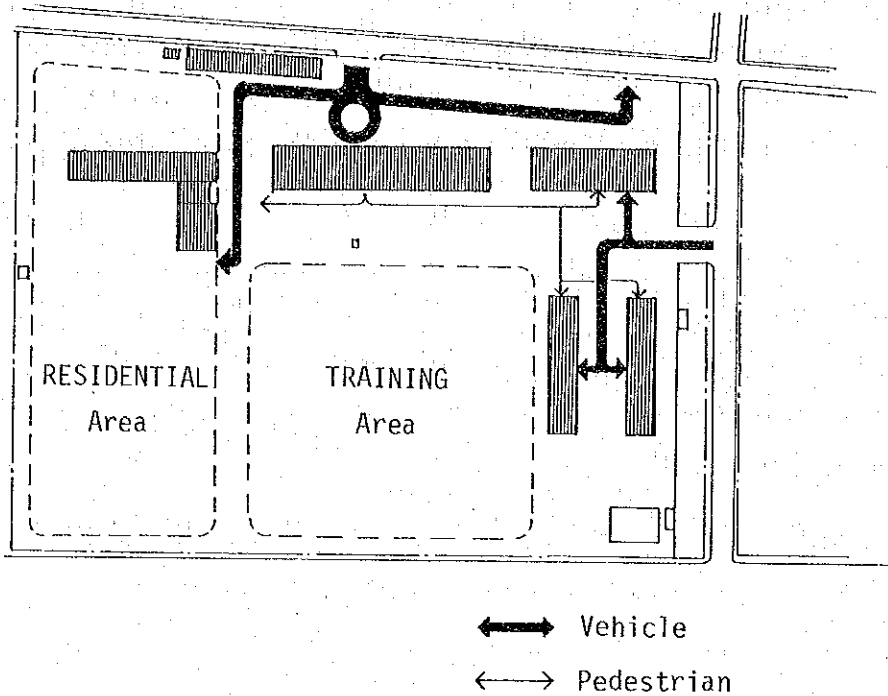 RESIDENTIAL
Area
TRAINING
Area
Vehicle
Pedestrian